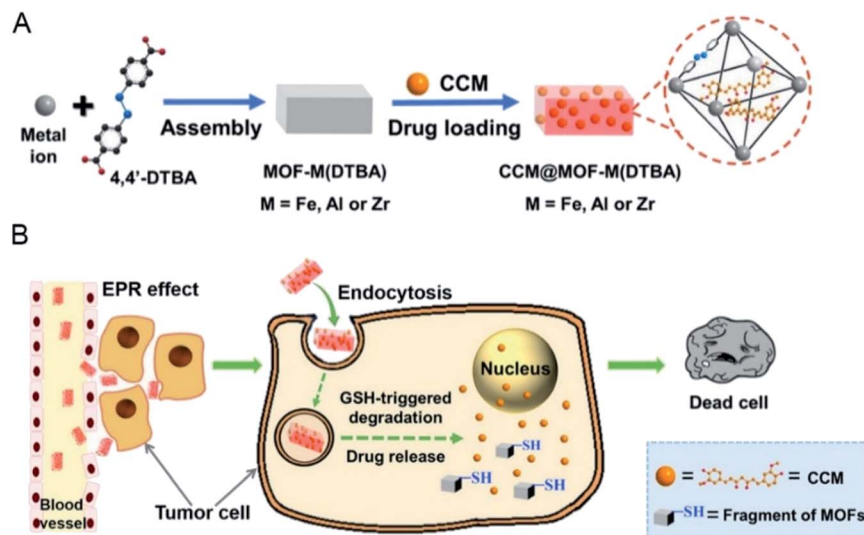 A
Metal
ion
+
4,4'-DTBA
Assembly
MOF-M(DTBA)
M = Fe, Al or Zr
CCM
Drug loading
CCM@MOF-M(DTBA)
M = Fe, Al or Zr
B
EPR effect
Blood
vessel
Tumor cell
Endocytosis
GSH-triggered
degradation
Drug release
Nucleus
-SH
-SH
-SH
Dead cell
= = CCM
-SH = Fragment of MOFs